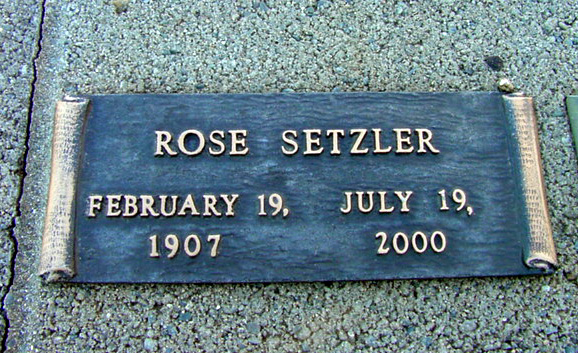 ROSE SETZLER
FEBRUARY 19, JULY 19,
1907 2000